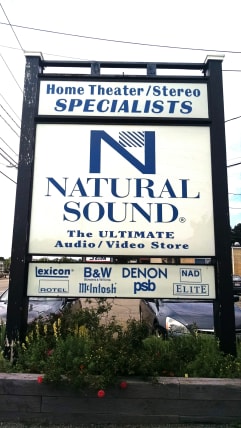 Home Theater/Stereo
SPECIALISTS
N
NATURAL
SOUND®
The ULTIMATE
Audio/Video Store
lexicon B&W DENON NAD
ROTEL McIntosh psb ELITE